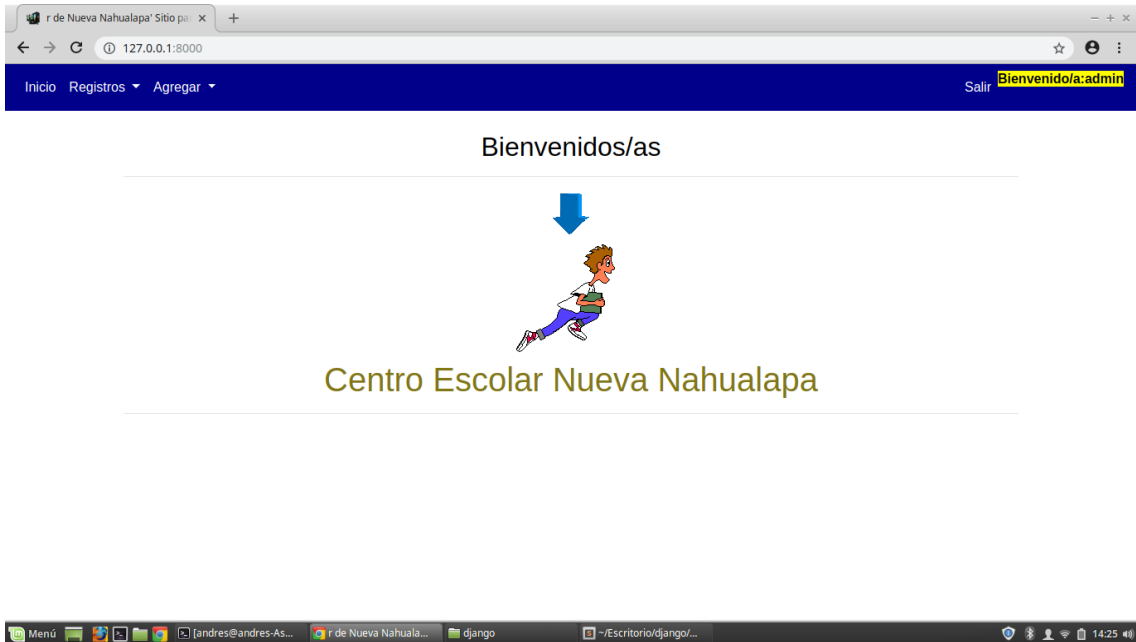 r de Nueva Nahualapa' Sitio pa
127.0.0.1:8000
Inicio Registros Agregar Salir Bienvenido/a:admin
Bienvenidos/as
Centro Escolar Nueva Nahualapa
Menú [andres@andres-As... r de Nueva Nahuala... django ~/Escritorio/django/... 14:25